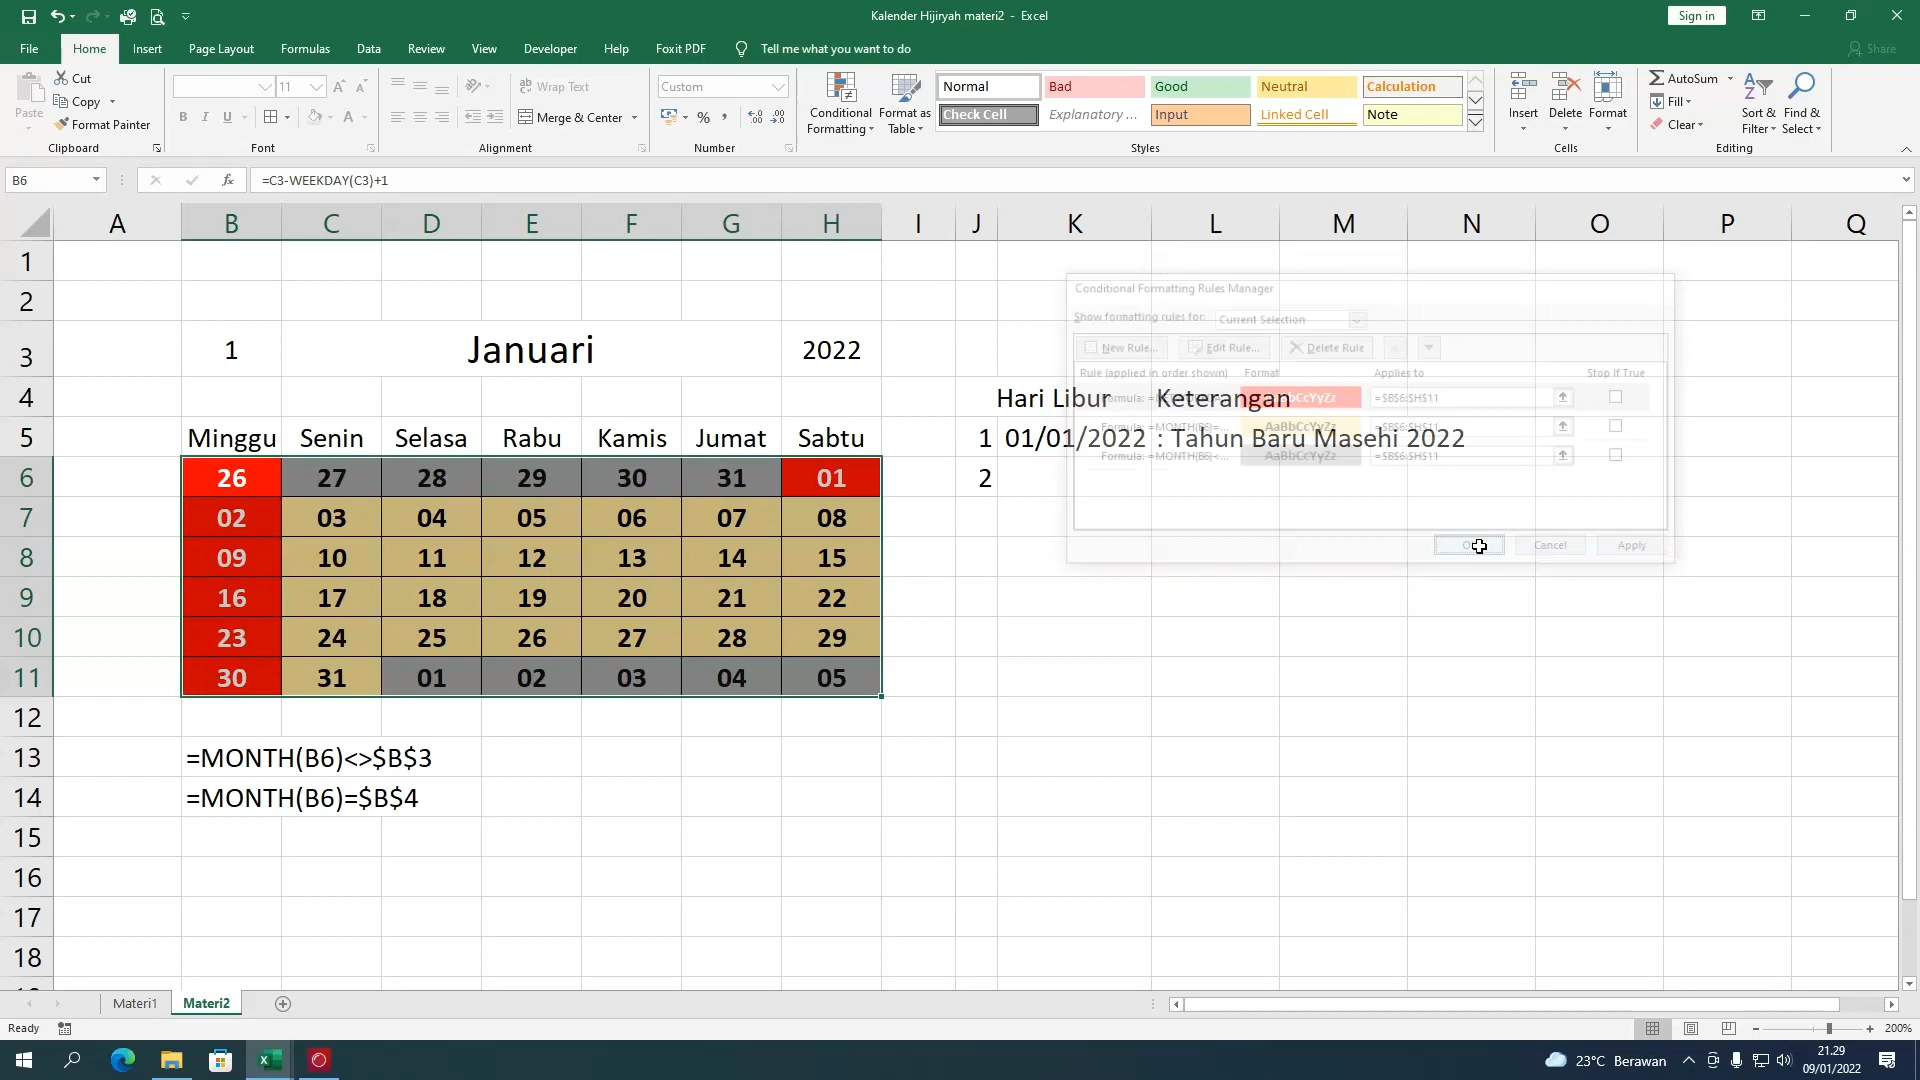 Kalender Hijiryah materi2 - Excel
Sign in
File Home Insert Page Layout Formulas Data Review View Developer Help Foxit PDF Tell me what you want to do Share
Paste
Cut
Copy
Format Painter
Clipboard
11
B I U
Font
Wrap Text
Merge & Center
Alignment
Custom
Number
Conditional Formatting
Format as Table
Normal Bad Good Neutral Calculation
Check Cell Explanatory ... Input Linked Cell Note
Styles
Insert Delete Format
Cells
AutoSum
Fill
Clear
Sort & Filter
Find & Select
Editing
B6
fx
=C3-WEEKDAY(C3)+1
A B C D E F G H I J K L M N O P Q
1
2
3 1 Januari 2022
4 Hari Libur Keterangan
5 Minggu Senin Selasa Rabu Kamis Jumat Sabtu 1 01/01/2022 : Tahun Baru Masehi 2022
6 26 27 28 29 30 31 01 2
7 02 03 04 05 06 07 08
8 09 10 11 12 13 14 15
9 16 17 18 19 20 21 22
10 23 24 25 26 27 28 29
11 30 31 01 02 03 04 05
12
13 =MONTH(B6)<>$B$3
14 =MONTH(B6)=$B$4
15
16
17
18
Conditional Formatting Rules Manager
Show formatting rules for: Current Selection
New Rule... Edit Rule... Delete Rule
Rule (applied in order shown) Format Applies to Stop If True
Formula: =$B$6:$H$11
Formula: =MONTH(B6)=... AaBbCcYyZz =$B$6:$H$11
Formula: =MONTH(B6)<... AaBbCcYyZz =$B$6:$H$11
Cancel Apply
Materi1 Materi2
Ready
200%
23°C Berawan
21.29
09/01/2022